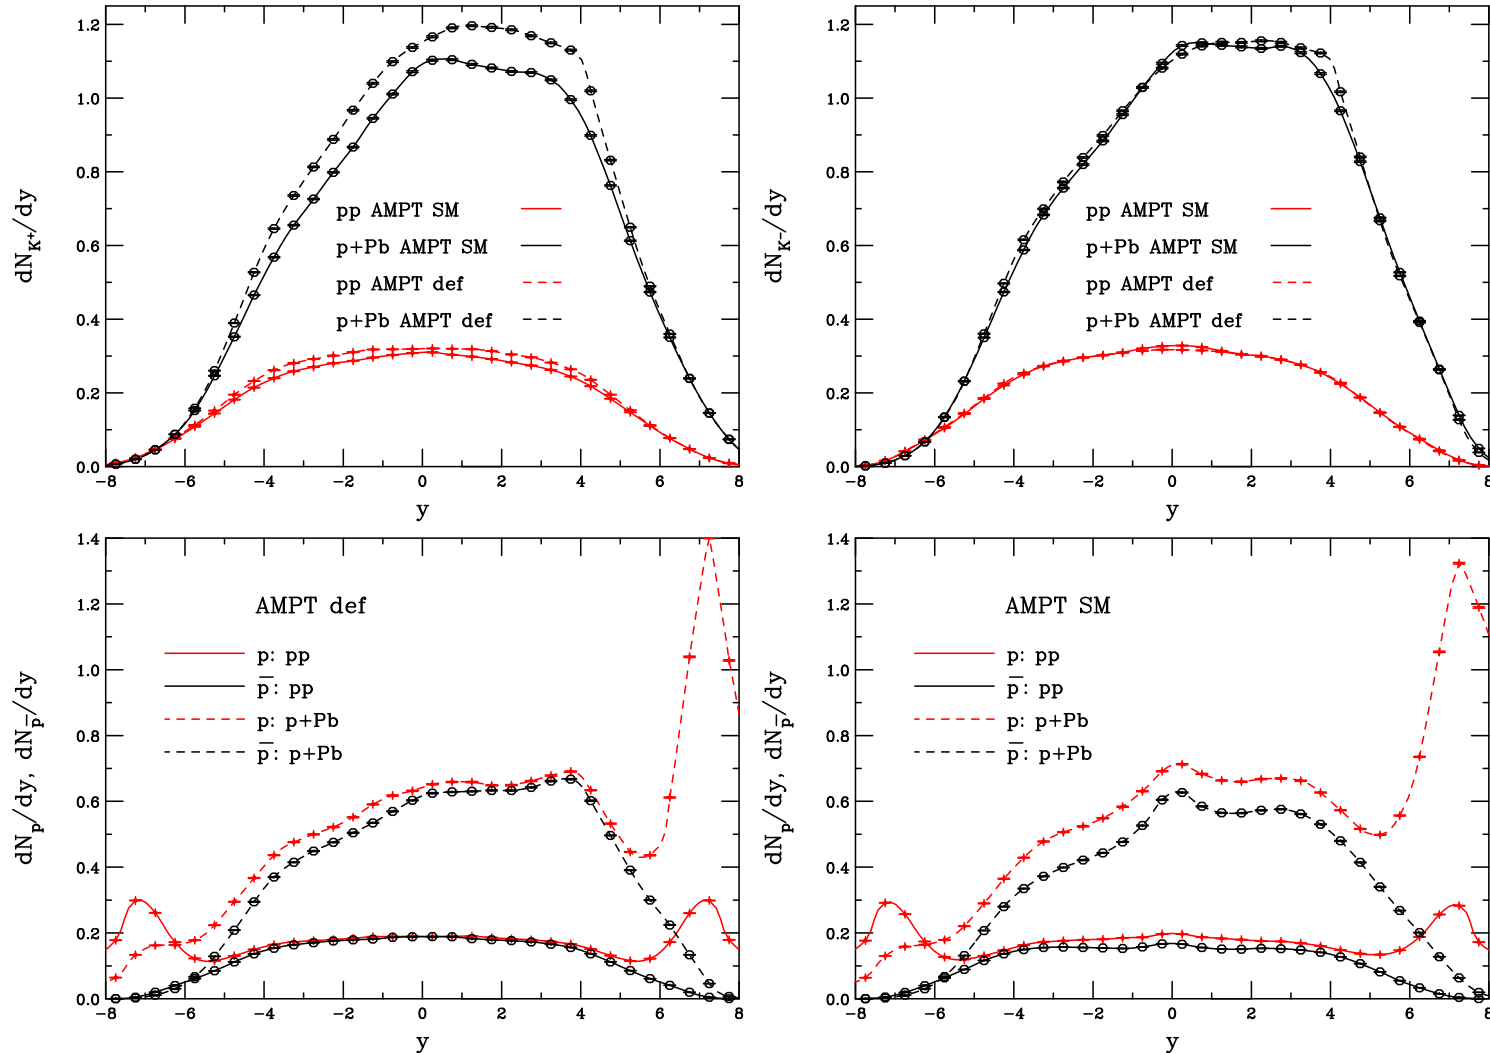 1.2
1.0
0.8
0.6
0.4
0.2
0.0
dN_K⁺/dy
pp AMPT SM
p+Pb AMPT SM
pp AMPT def
p+Pb AMPT def
−8 −6 −4 −2 0 2 4 6 8
y
1.2
1.0
0.8
0.6
0.4
0.2
0.0
dN_K⁻/dy
pp AMPT SM
p+Pb AMPT SM
pp AMPT def
p+Pb AMPT def
−8 −6 −4 −2 0 2 4 6 8
y
1.4
1.2
1.0
0.8
0.6
0.4
0.2
0.0
dN_p/dy, dN_p̅/dy
AMPT def
p: pp
p̅: pp
p: p+Pb
p̅: p+Pb
−8 −6 −4 −2 0 2 4 6 8
y
1.4
1.2
1.0
0.8
0.6
0.4
0.2
0.0
dN_p/dy, dN_p̅/dy
AMPT SM
p: pp
p̅: pp
p: p+Pb
p̅: p+Pb
−8 −6 −4 −2 0 2 4 6 8
y